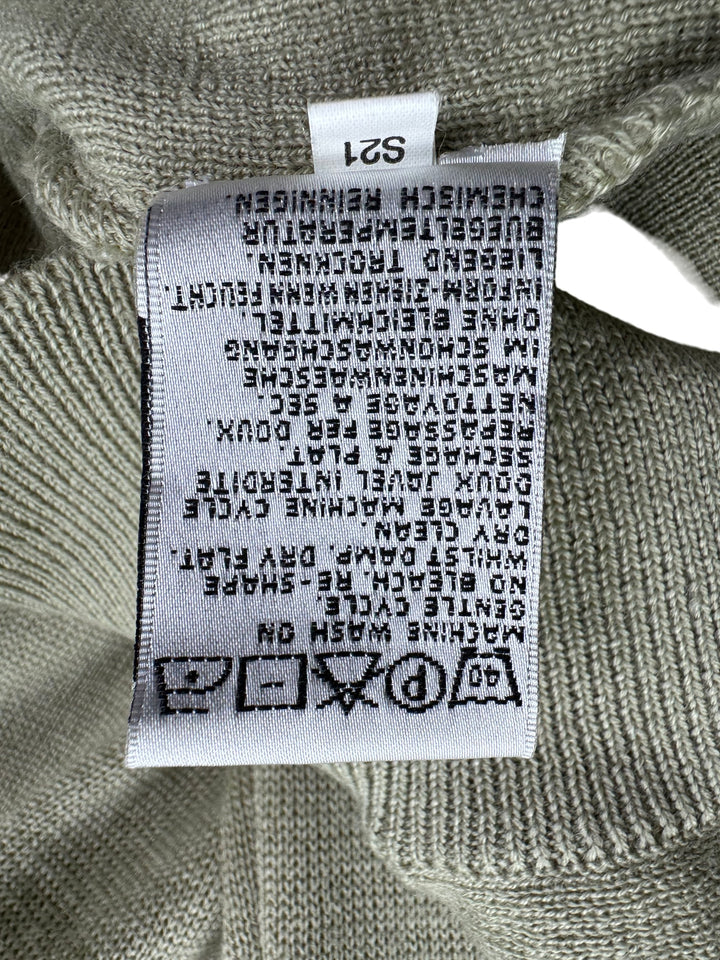 40 P
MACHINE WASH ON
GENTLE CYCLE
NO BLEACH. RE-SHAPE
WHILST DAMP. DRY FLAT.
DRY CLEAN.
LAVAGE MACHINE CYCLE
DOUX JAVEL INTERDITE
SECHAGE A PLAT.
REPASSAGE PER DOUX.
NETTOYAGE A SEC.
MASCHINENWAESCHE
IM SCHONWASCHGANG
OHNE BLEICHMITTEL.
INFORM-ZIEHEN WENN FEUCHT.
LIEGEND TROCKNEN.
BUEGELTEMPERATUR
CHEMISCH REINNIGEN.
S21